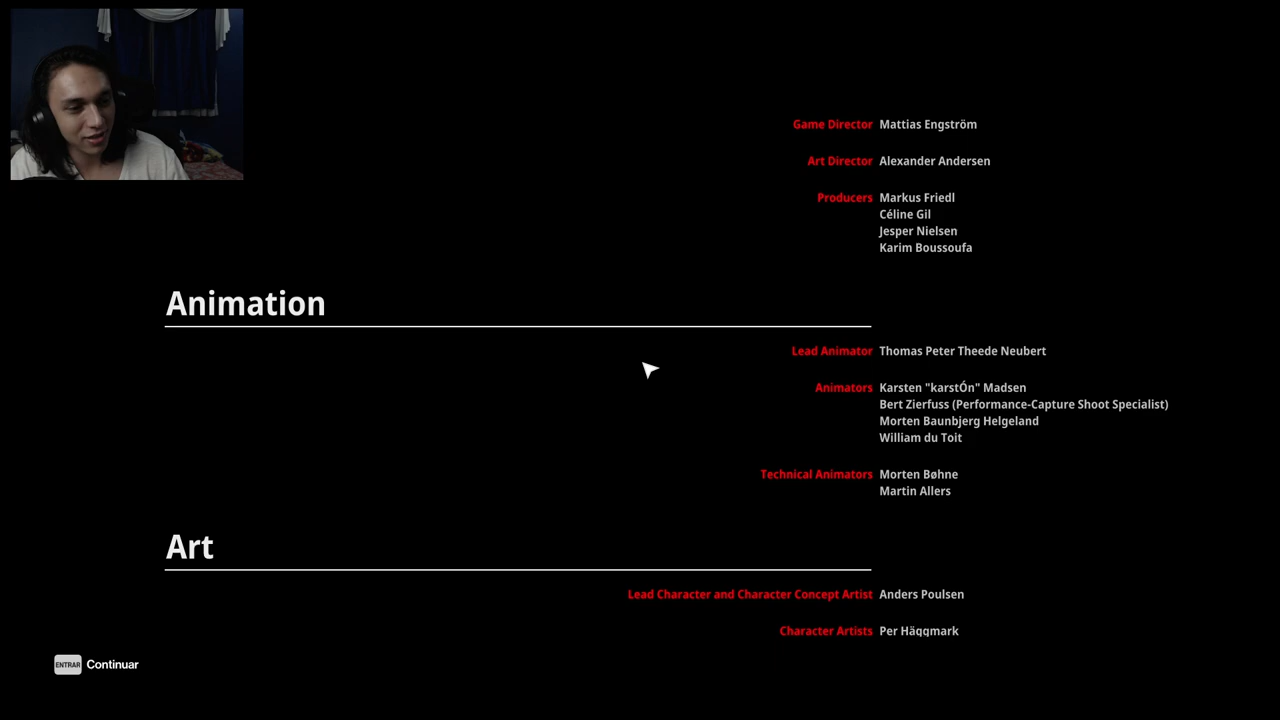 Game Director Mattias Engström
Art Director Alexander Andersen
Producers Markus Friedl
Céline Gil
Jesper Nielsen
Karim Boussoufa
Animation
Lead Animator Thomas Peter Theede Neubert
Animators Karsten "karstÓn" Madsen
Bert Zierfuss (Performance-Capture Shoot Specialist)
Morten Baunbjerg Helgeland
William du Toit
Technical Animators Morten Bøhne
Martin Allers
Art
Lead Character and Character Concept Artist Anders Poulsen
Character Artists Per Häggmark
ENTRAR Continuar